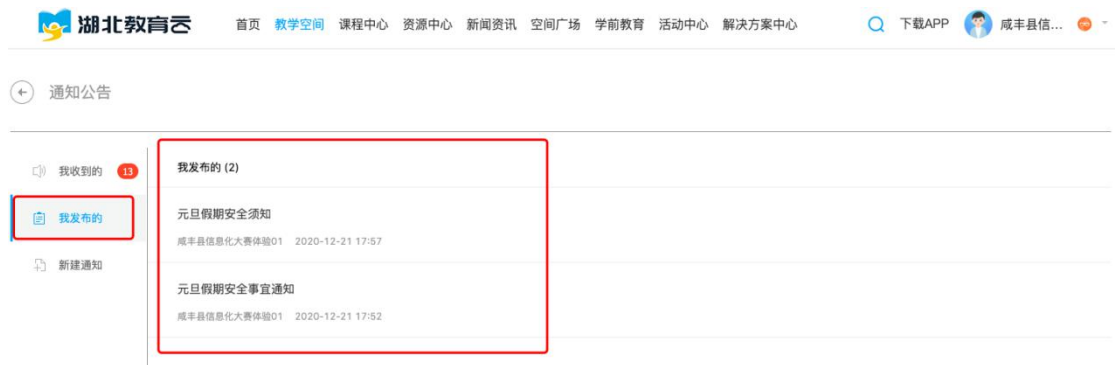 湖北教育云 首页 教学空间 课程中心 资源中心 新闻资讯 空间广场 学前教育 活动中心 解决方案中心 下载APP 咸丰县信...
通知公告
我收到的 13
我发布的 (2)
我发布的
元旦假期安全须知
咸丰县信息化大赛体验01 2020-12-21 17:57
新建通知
元旦假期安全事宜通知
咸丰县信息化大赛体验01 2020-12-21 17:52